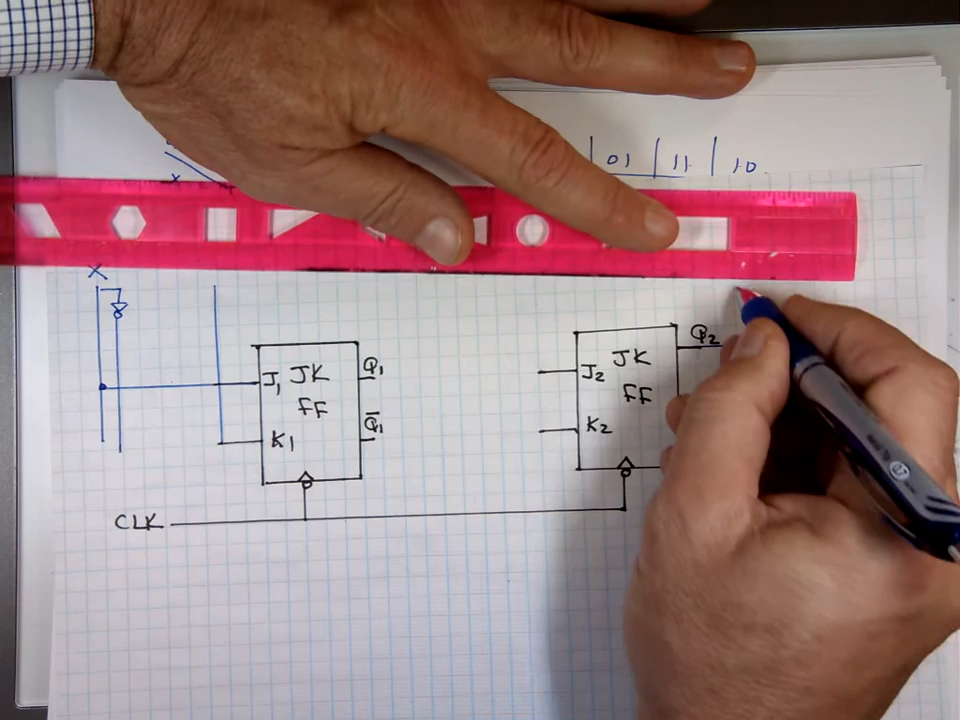 01 | 11 | 10
x
X
J₁ JK Q₁
FF
K₁ Q̅₁
J₂ JK Q₂
FF
K₂
CLK